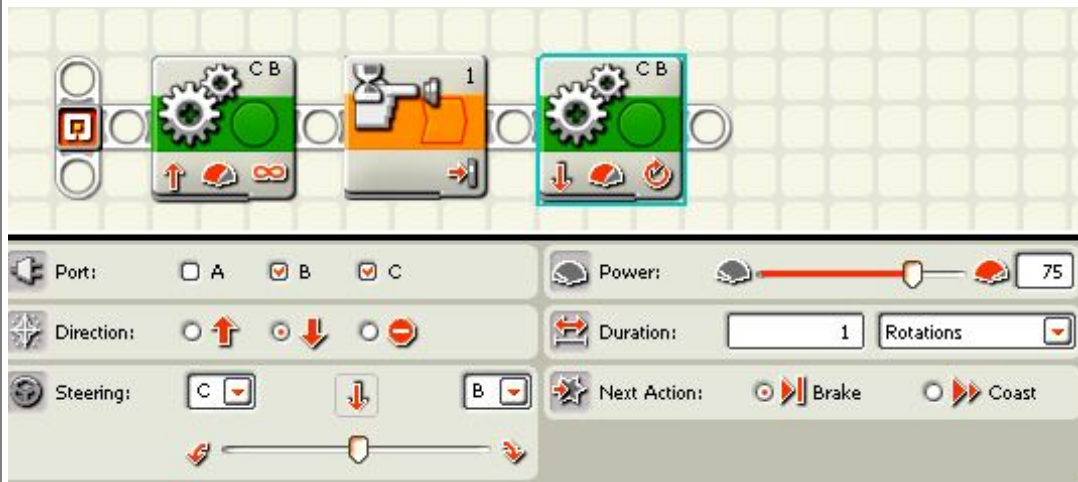 C B
1
C B
Port: A B C
Power: 75
Direction:
Duration: 1 Rotations
Steering: C B
Next Action: Brake Coast